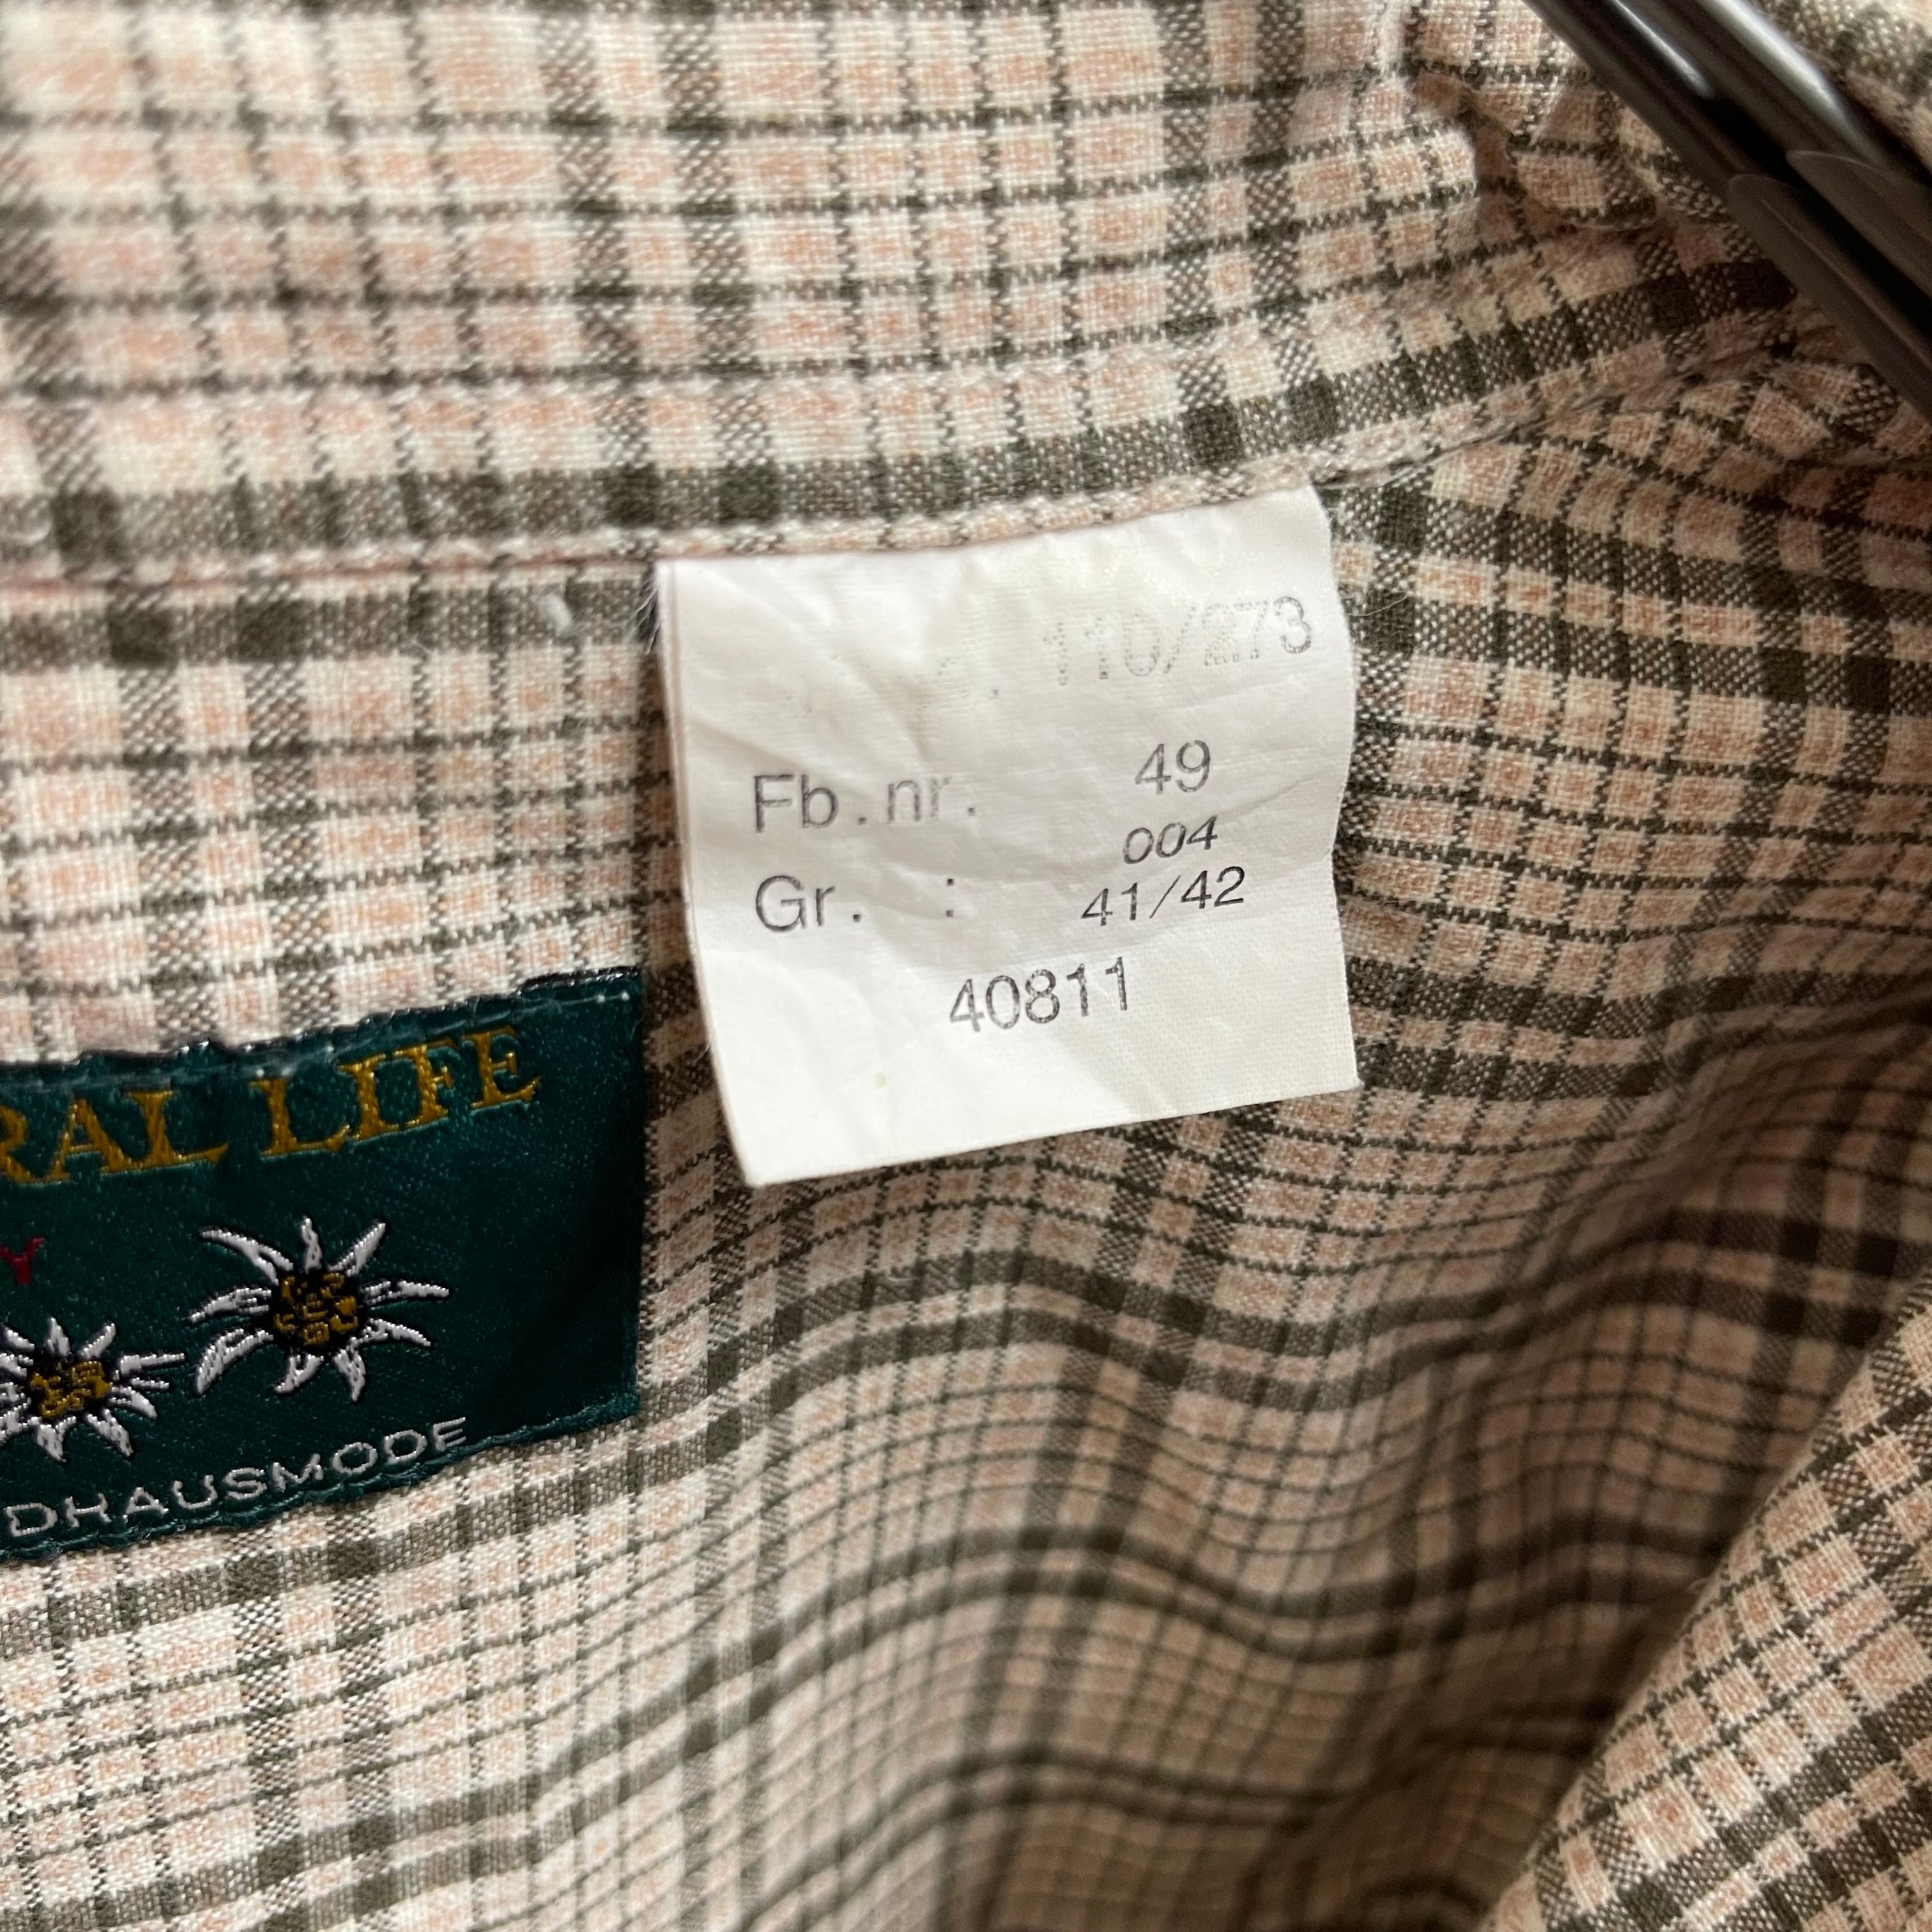 110/273
Fb.nr. 49
004
Gr. : 41/42
40811
RAL LIFE
Y
DHAUSMODE